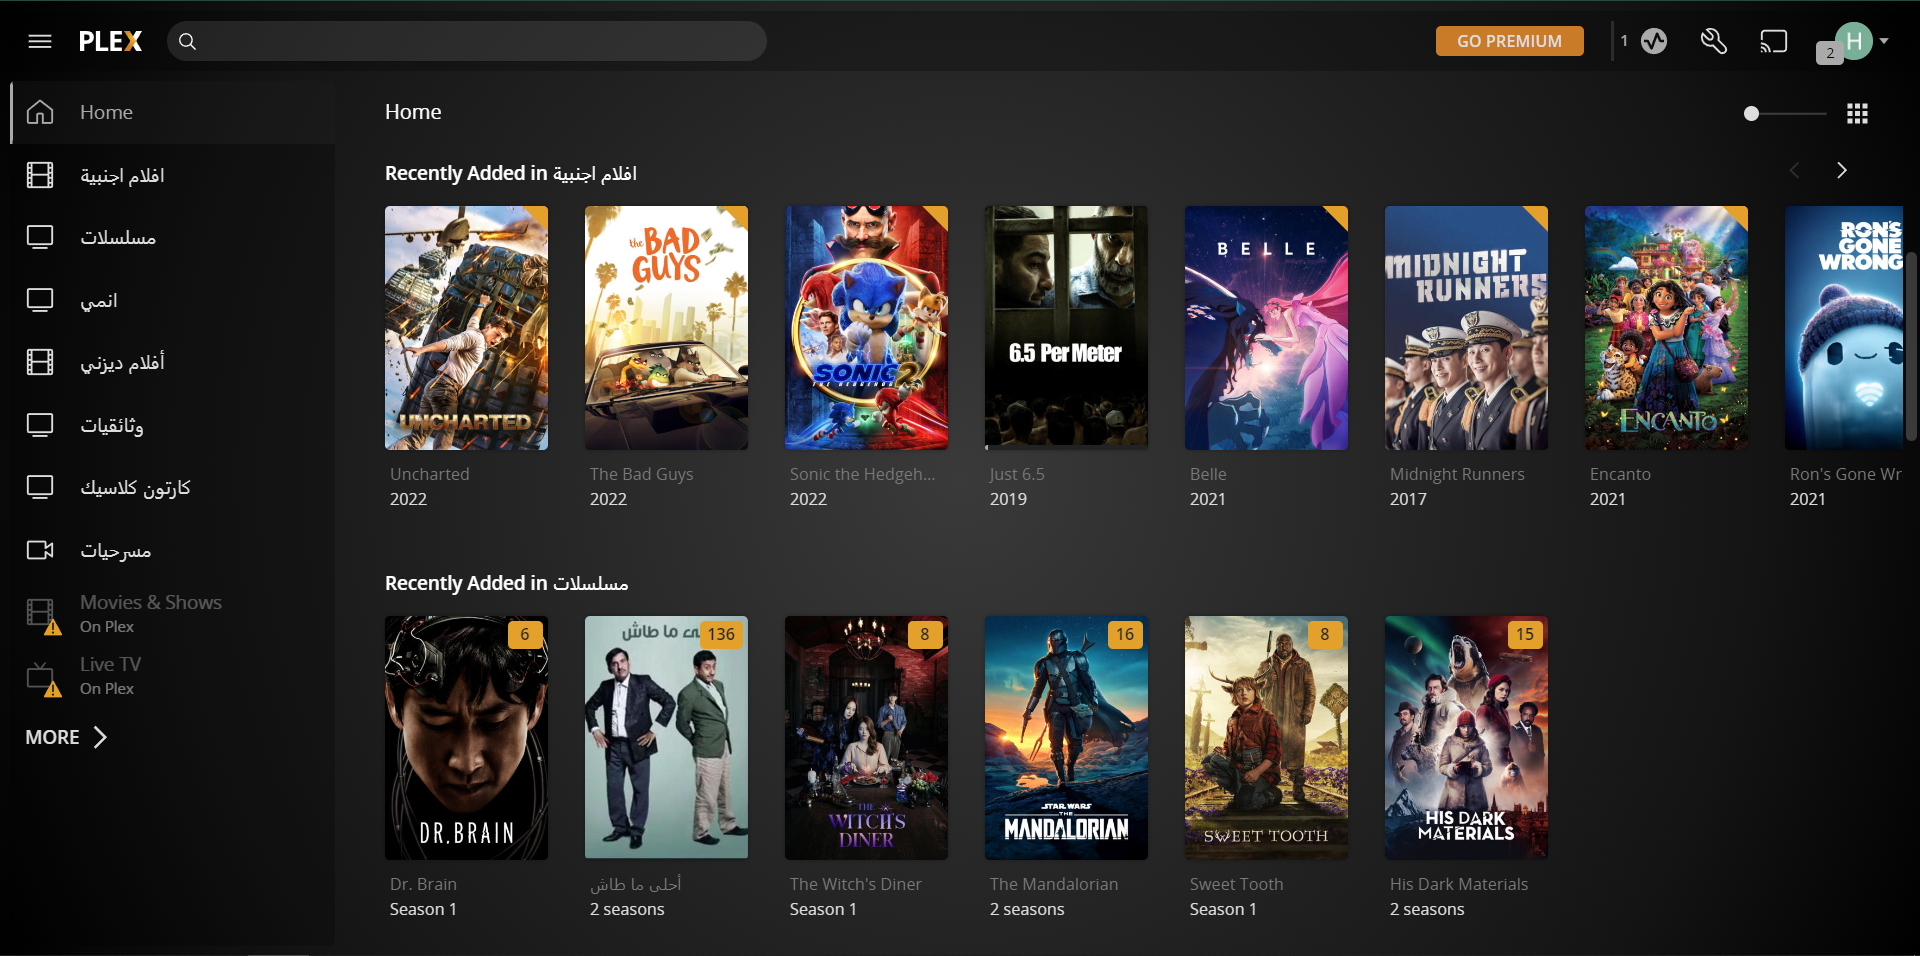 PLEX
GO PREMIUM
1
H
2
Home
افلام اجنبية
مسلسلات
انمي
أفلام ديزني
وثائقيات
كارتون كلاسيك
مسرحيات
Movies & Shows
On Plex
Live TV
On Plex
MORE
Home
Recently Added in افلام اجنبية
UNCHARTED
the BAD GUYS
SONIC 2
THE HEDGEHOG
6.5 Per Meter
BELLE
MIDNIGHT RUNNERS
ENCANTO
RON'S GONE WRONG
Uncharted
2022
The Bad Guys
2022
Sonic the Hedgeh...
2022
Just 6.5
2019
Belle
2021
Midnight Runners
2017
Encanto
2021
Ron's Gone Wr
2021
Recently Added in مسلسلات
6
DR. BRAIN
136
ى ما طاش
8
THE WITCH'S DINER
16
STAR WARS
THE
MANDALORIAN
8
SWEET TOOTH
15
HIS DARK MATERIALS
Dr. Brain
Season 1
أحلى ما طاش
2 seasons
The Witch's Diner
Season 1
The Mandalorian
2 seasons
Sweet Tooth
Season 1
His Dark Materials
2 seasons